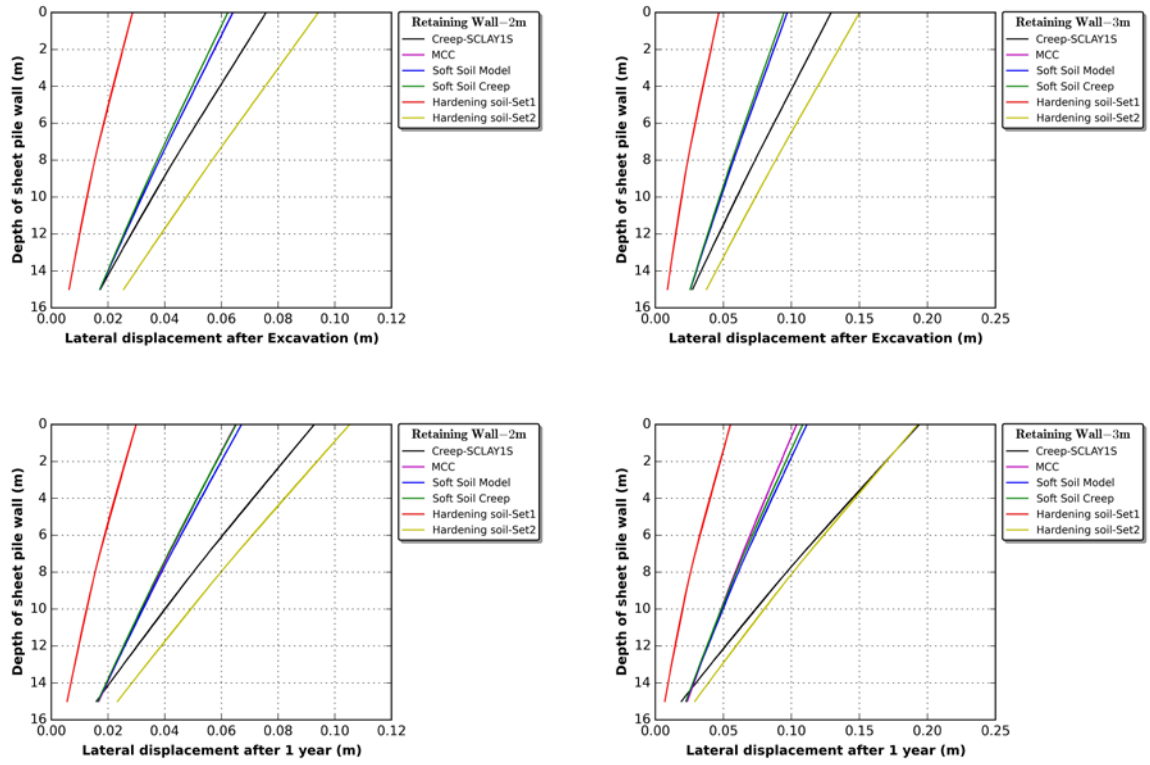 Retaining Wall–2m
Creep-SCLAY1S
MCC
Soft Soil Model
Soft Soil Creep
Hardening soil-Set1
Hardening soil-Set2
0
2
4
6
8
10
12
14
16
Depth of sheet pile wall (m)
0.00 0.02 0.04 0.06 0.08 0.10 0.12
Lateral displacement after Excavation (m)
Retaining Wall–3m
Creep-SCLAY1S
MCC
Soft Soil Model
Soft Soil Creep
Hardening soil-Set1
Hardening soil-Set2
0
2
4
6
8
10
12
14
16
Depth of sheet pile wall (m)
0.00 0.05 0.10 0.15 0.20 0.25
Lateral displacement after Excavation (m)
Retaining Wall–2m
Creep-SCLAY1S
MCC
Soft Soil Model
Soft Soil Creep
Hardening soil-Set1
Hardening soil-Set2
0
2
4
6
8
10
12
14
16
Depth of sheet pile wall (m)
0.00 0.02 0.04 0.06 0.08 0.10 0.12
Lateral displacement after 1 year (m)
Retaining Wall–3m
Creep-SCLAY1S
MCC
Soft Soil Model
Soft Soil Creep
Hardening soil-Set1
Hardening soil-Set2
0
2
4
6
8
10
12
14
16
Depth of sheet pile wall (m)
0.00 0.05 0.10 0.15 0.20 0.25
Lateral displacement after 1 year (m)